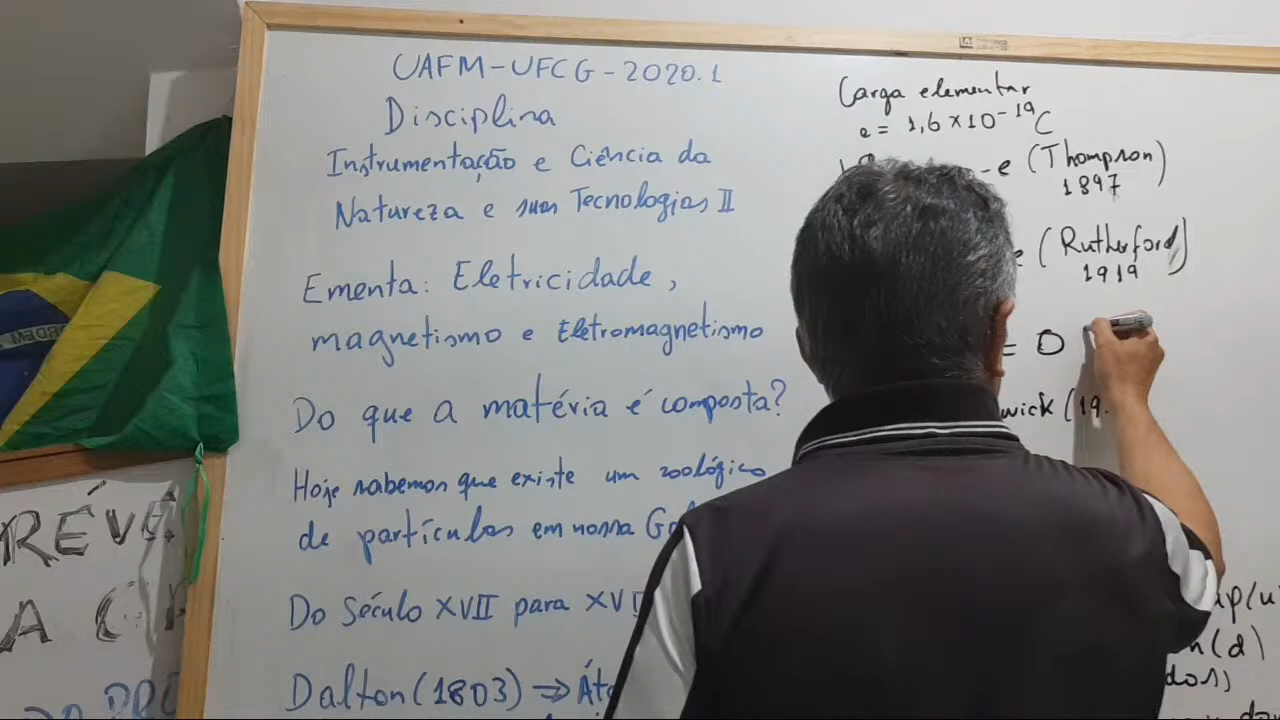 UAFM-UFCG-2020.1
Disciplina
Instrumentação e Ciência da
Natureza e suas Tecnologias II
Ementa: Eletricidade,
magnetismo e Eletromagnetismo
Do que a matéria é composta?
Hoje sabemos que existe um zoológico
de partículas em nossa
Do Século XVII para
Dalton (1803) ⇒
Carga elementar
e = 1,6 × 10^-19 C
-e (Thompson)
1897
e (Rutherford)
1919
= 0
wick (19
up(u
(d)
ORDEM